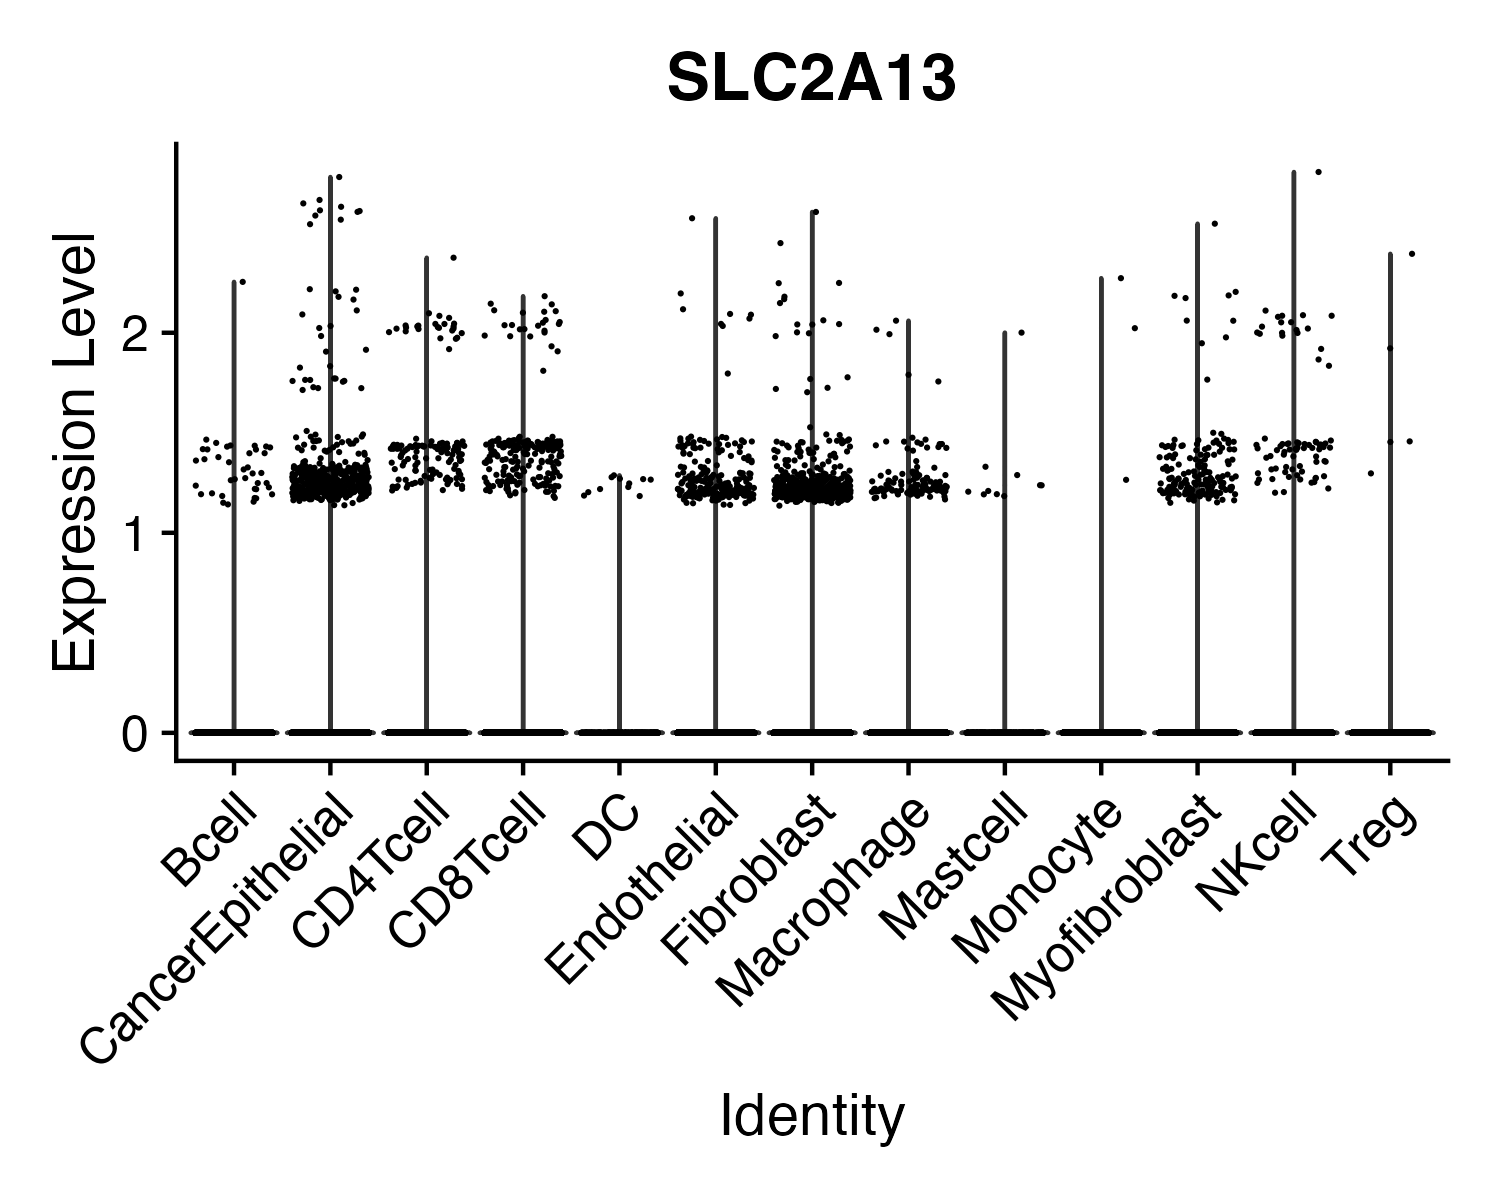 SLC2A13
Expression Level
2
1
0
Bcell
CancerEpithelial
CD4Tcell
CD8Tcell
DC
Endothelial
Fibroblast
Macrophage
Mastcell
Monocyte
Myofibroblast
NKcell
Treg
Identity